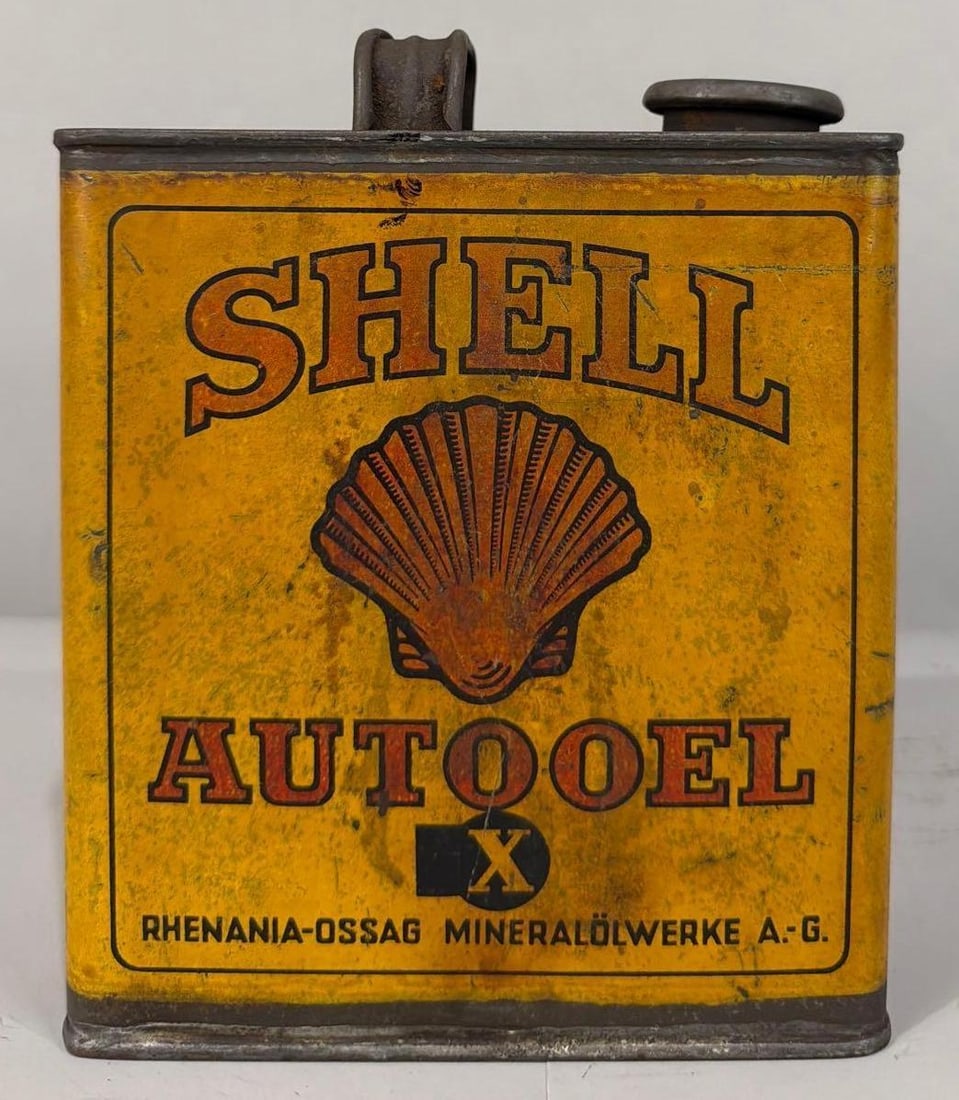 SHELL
AUTOOEL
X
RHENANIA-OSSAG MINERALÖLWERKE A.-G.